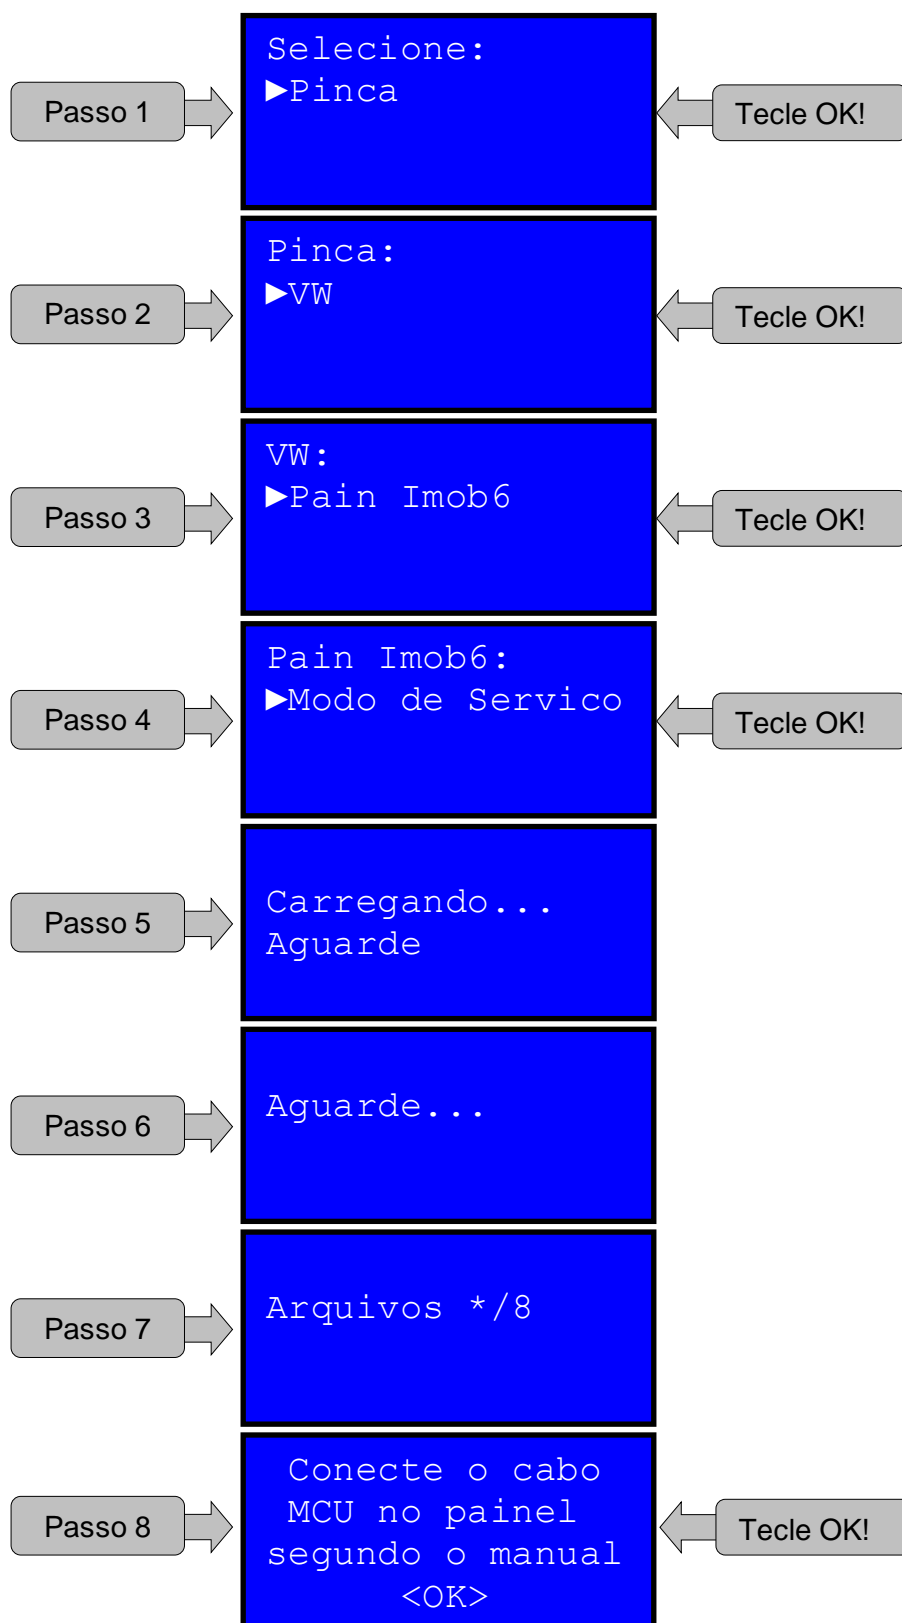 Selecione:
Passo 1
►Pinca
Tecle OK!
Pinca:
Passo 2
►VW
Tecle OK!
VW:
Passo 3
►Pain Imob6
Tecle OK!
Pain Imob6:
Passo 4
►Modo de Servico
Tecle OK!
Passo 5
Carregando...
Aguarde
Passo 6
Aguarde...
Passo 7
Arquivos */8
Passo 8
Conecte o cabo
MCU no painel
segundo o manual
<OK>
Tecle OK!